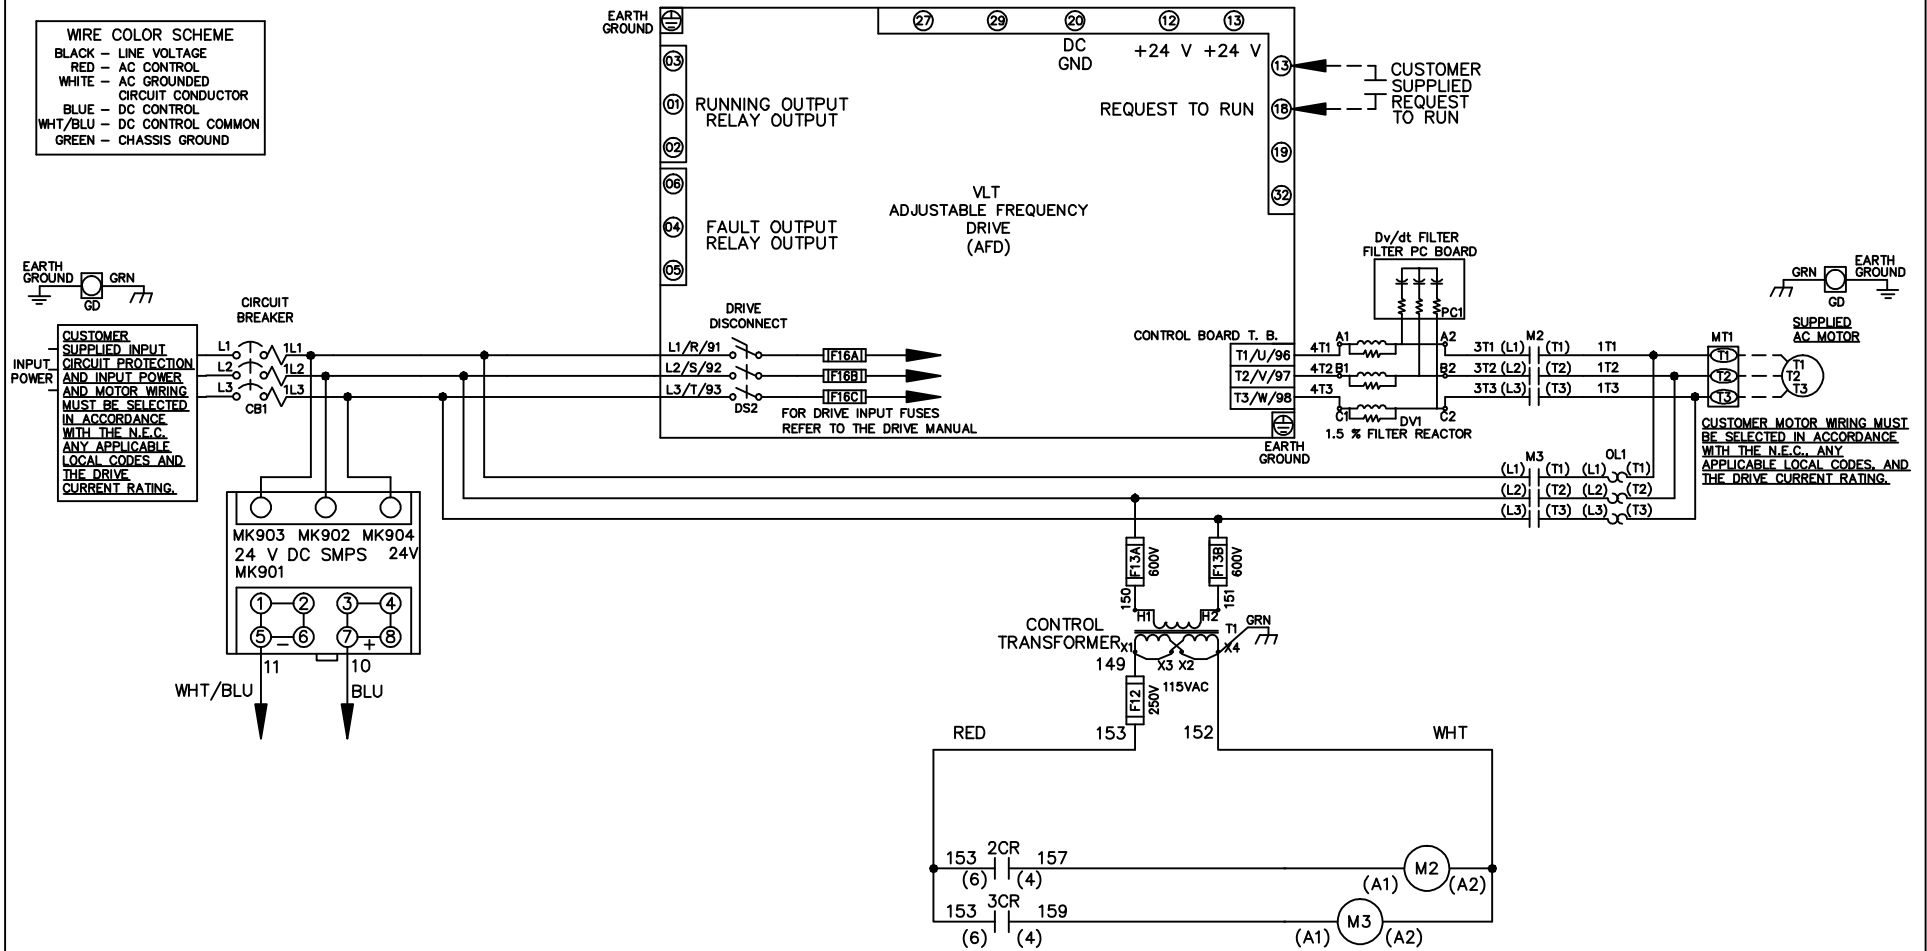 WIRE COLOR SCHEME
BLACK – LINE VOLTAGE
RED – AC CONTROL
WHITE – AC GROUNDED
CIRCUIT CONDUCTOR
BLUE – DC CONTROL
WHT/BLU – DC CONTROL COMMON
GREEN – CHASSIS GROUND
EARTH
GROUND
27 29 20 12 13
DC
GND
+24 V +24 V
03
01
02
RUNNING OUTPUT
RELAY OUTPUT
06
04
05
FAULT OUTPUT
RELAY OUTPUT
REQUEST TO RUN
13
18
19
32
CUSTOMER
SUPPLIED
REQUEST
TO RUN
VLT
ADJUSTABLE FREQUENCY
DRIVE
(AFD)
EARTH
GROUND
GRN
GD
CIRCUIT
BREAKER
INPUT
POWER
CUSTOMER
SUPPLIED INPUT
CIRCUIT PROTECTION
AND INPUT POWER
AND MOTOR WIRING
MUST BE SELECTED
IN ACCORDANCE
WITH THE N.E.C.
ANY APPLICABLE
LOCAL CODES AND
THE DRIVE
CURRENT RATING.
L1 1L1
L2 1L2
L3 1L3
CB1
DRIVE
DISCONNECT
L1/R/91
L2/S/92
L3/T/93
DS2
F16A
F16B
F16C
FOR DRIVE INPUT FUSES
REFER TO THE DRIVE MANUAL
CONTROL BOARD T. B.
T1/U/96
T2/V/97
T3/W/98
EARTH
GROUND
Dv/dt FILTER
FILTER PC BOARD
PC1
4T1 A1 A2
4T2 B1 B2
4T3 C1 C2
DV1
1.5 % FILTER REACTOR
M2
3T1 (L1) (T1) 1T1
3T2 (L2) (T2) 1T2
3T3 (L3) (T3) 1T3
MT1
T1
T2
T3
GRN
GD
EARTH
GROUND
SUPPLIED
AC MOTOR
T1
T2
T3
CUSTOMER MOTOR WIRING MUST
BE SELECTED IN ACCORDANCE
WITH THE N.E.C., ANY
APPLICABLE LOCAL CODES, AND
THE DRIVE CURRENT RATING.
M3 OL1
(L1) (T1) (L1) (T1)
(L2) (T2) (L2) (T2)
(L3) (T3) (L3) (T3)
MK903 MK902 MK904
24 V DC SMPS 24V
MK901
1 2 3 4
5 – 6 7 + 8
11 10
WHT/BLU BLU
F13A 600V
F13B 600V
150 151
H1 H2
CONTROL
TRANSFORMER
T1
GRN
X1 X3 X2 X4
149
115VAC
F12 250V
153 152
RED WHT
2CR
153 157
(6) (4)
M2
(A1) (A2)
3CR
153 159
(6) (4)
M3
(A1) (A2)